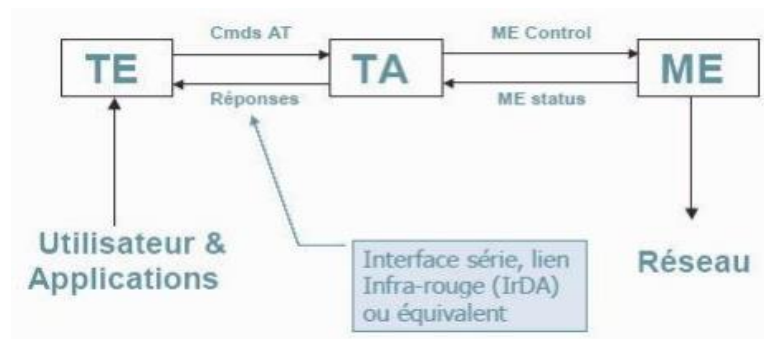 Cmds AT
ME Control
TE
TA
ME
Réponses
ME status
Utilisateur &
Applications
Interface série, lien
Infra-rouge (IrDA)
ou équivalent
Réseau